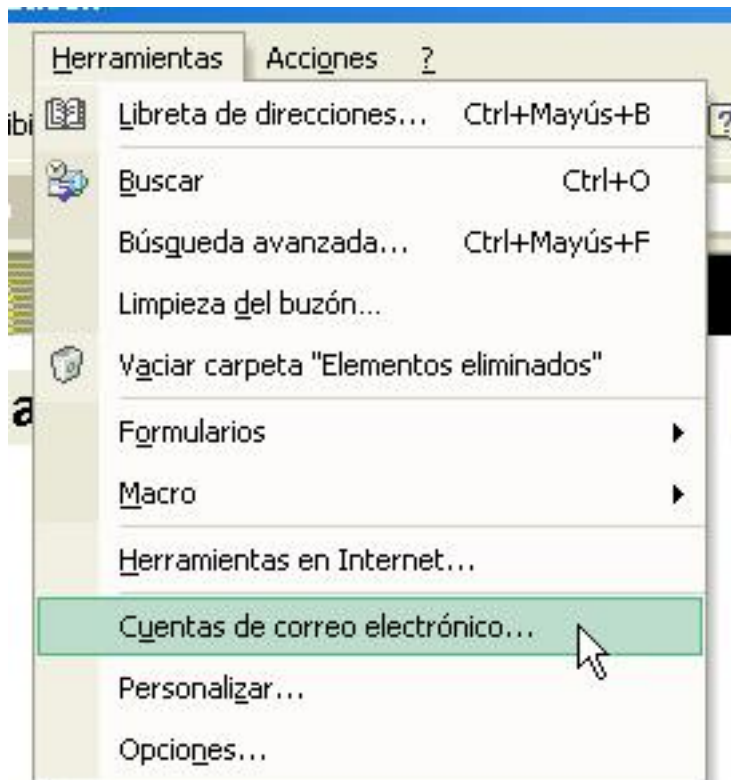 Herramientas Acciones ?
Libreta de direcciones... Ctrl+Mayús+B
Buscar Ctrl+O
Búsqueda avanzada... Ctrl+Mayús+F
Limpieza del buzón...
Vaciar carpeta "Elementos eliminados"
Formularios
Macro
Herramientas en Internet...
Cuentas de correo electrónico...
Personalizar...
Opciones...